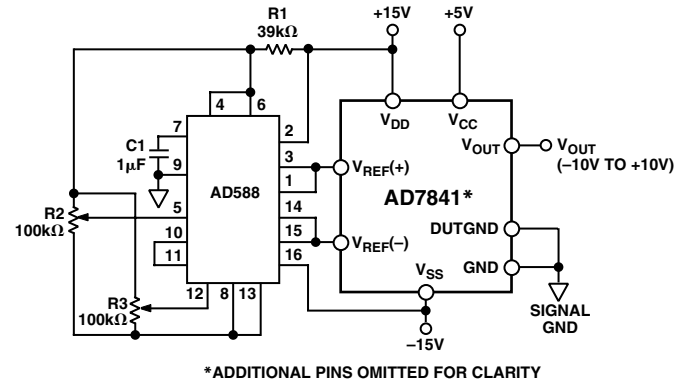 R1
39kΩ
+15V
+5V
4
6
7
2
VDD
VCC
C1
1µF
3
VOUT
VOUT
(–10V TO +10V)
9
1
VREF(+)
AD588
AD7841*
R2
100kΩ
5
14
10
15
VREF(–)
DUTGND
11
16
VSS
GND
R3
100kΩ
12
8
13
SIGNAL
GND
–15V
*ADDITIONAL PINS OMITTED FOR CLARITY